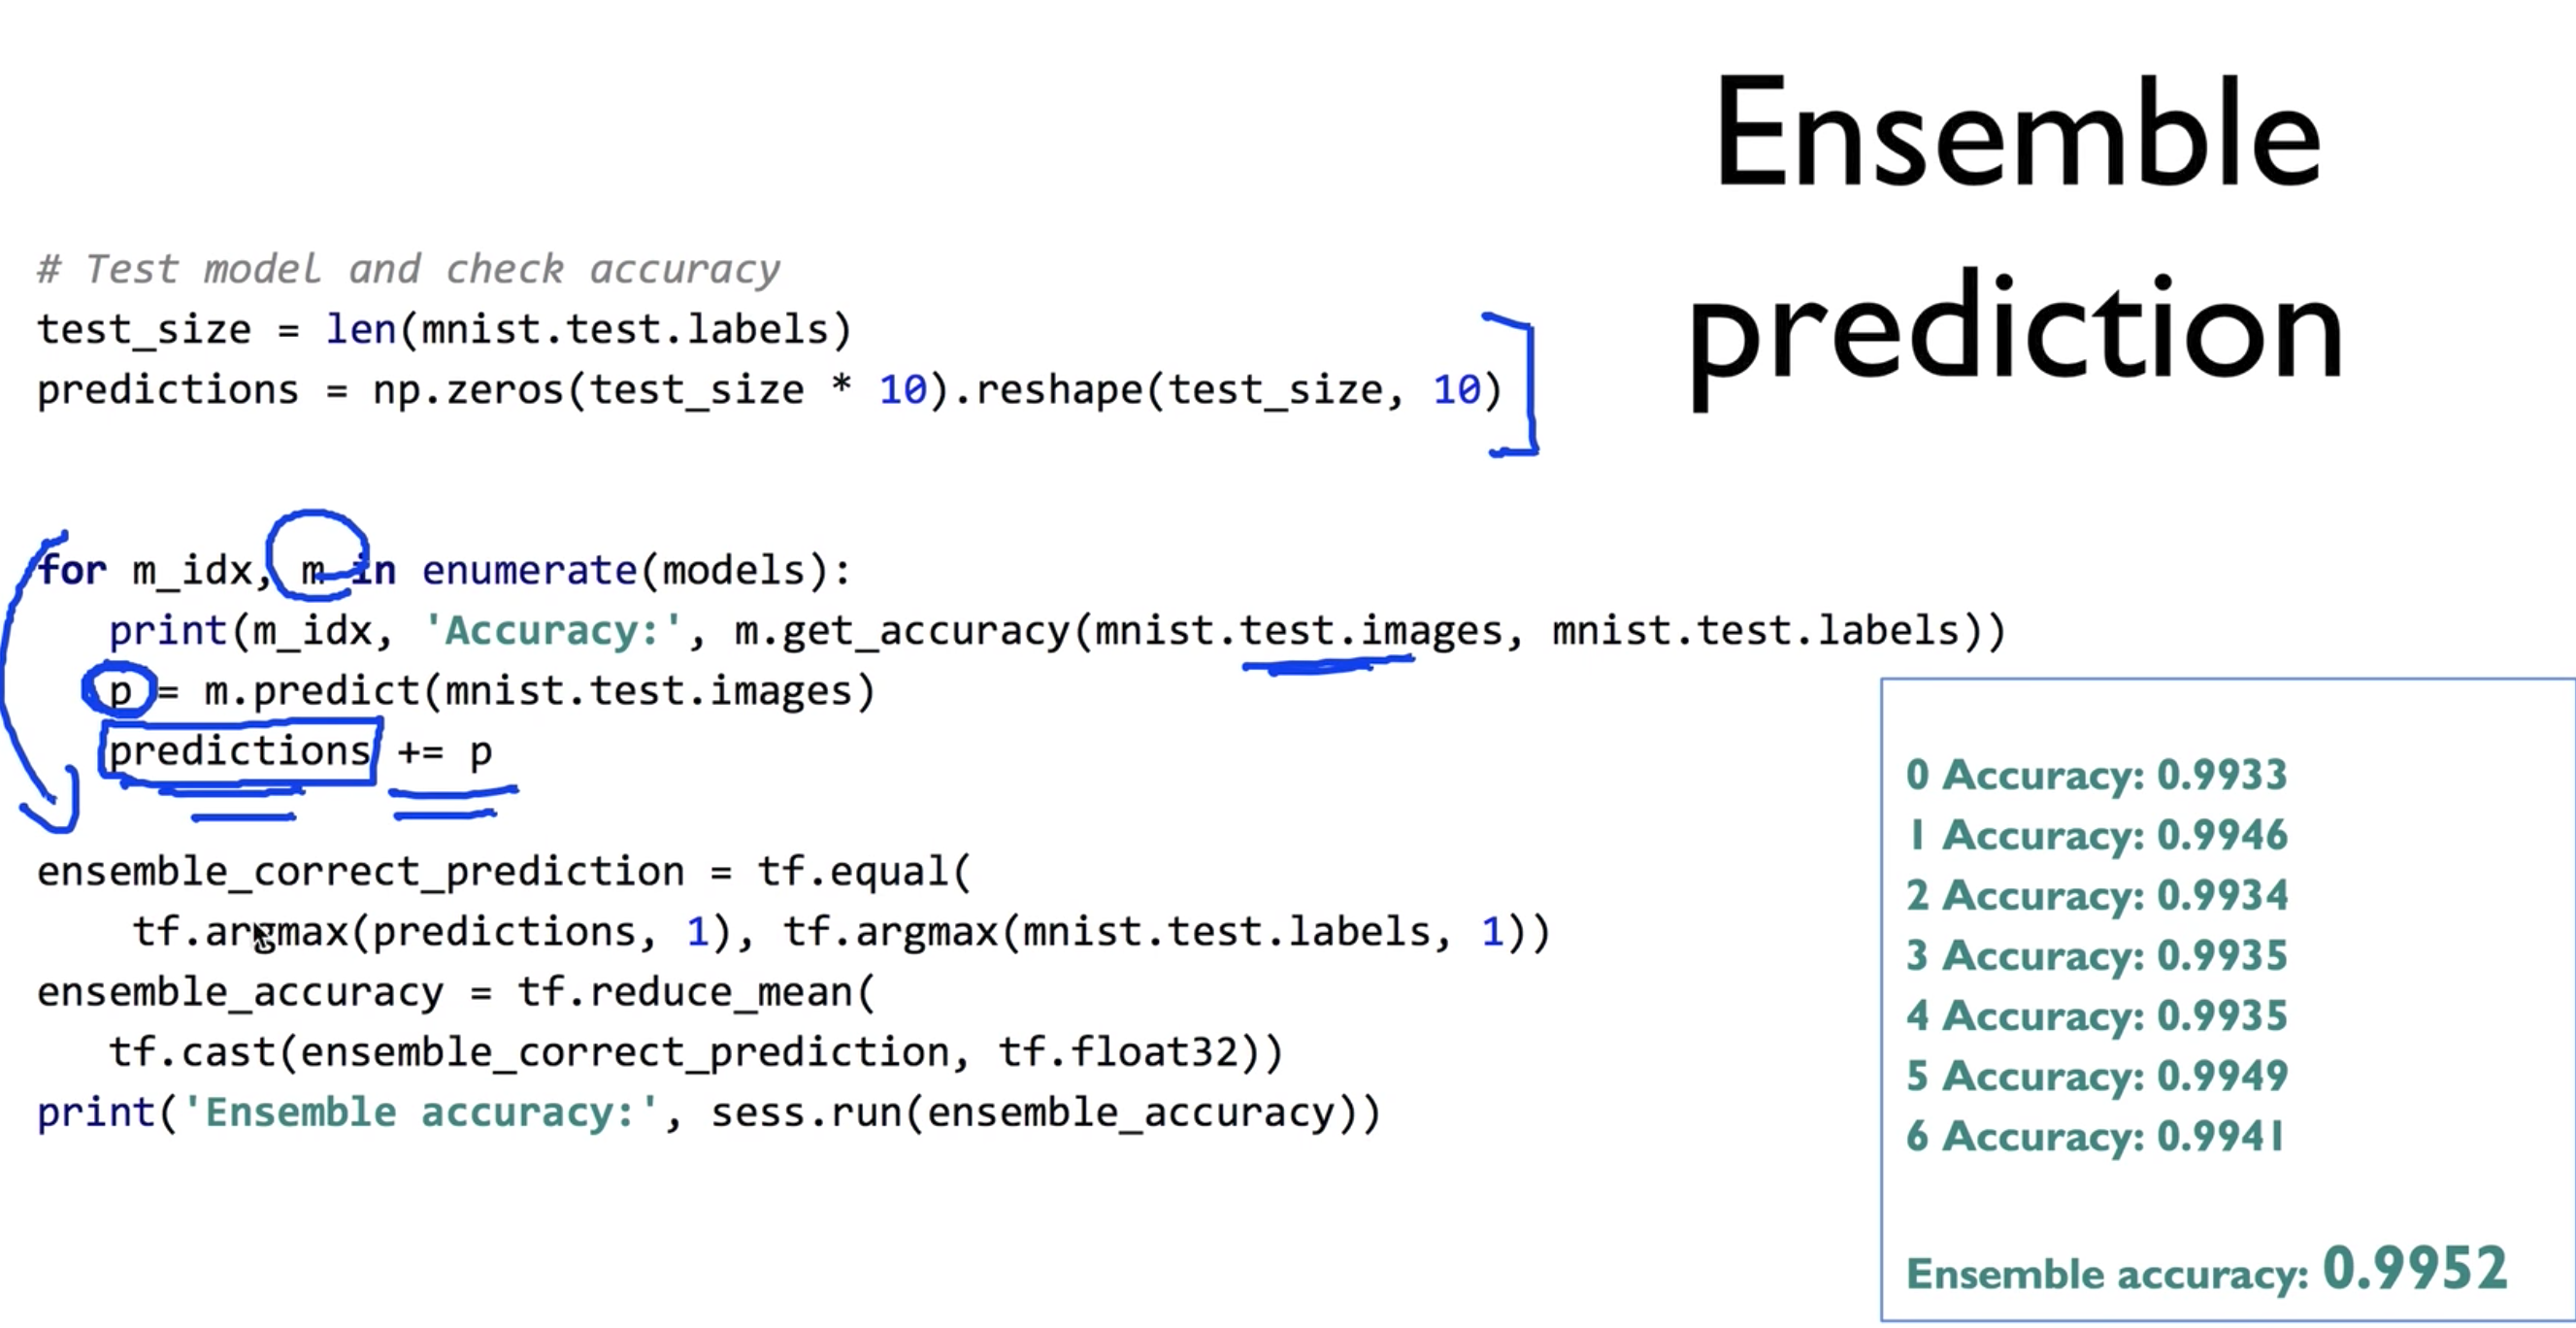 Ensemble
prediction
# Test model and check accuracy
test_size = len(mnist.test.labels)
predictions = np.zeros(test_size * 10).reshape(test_size, 10)
for m_idx, m in enumerate(models):
print(m_idx, 'Accuracy:', m.get_accuracy(mnist.test.images, mnist.test.labels))
p = m.predict(mnist.test.images)
predictions += p
ensemble_correct_prediction = tf.equal(
tf.argmax(predictions, 1), tf.argmax(mnist.test.labels, 1))
ensemble_accuracy = tf.reduce_mean(
tf.cast(ensemble_correct_prediction, tf.float32))
print('Ensemble accuracy:', sess.run(ensemble_accuracy))
0 Accuracy: 0.9933
1 Accuracy: 0.9946
2 Accuracy: 0.9934
3 Accuracy: 0.9935
4 Accuracy: 0.9935
5 Accuracy: 0.9949
6 Accuracy: 0.9941
Ensemble accuracy: 0.9952